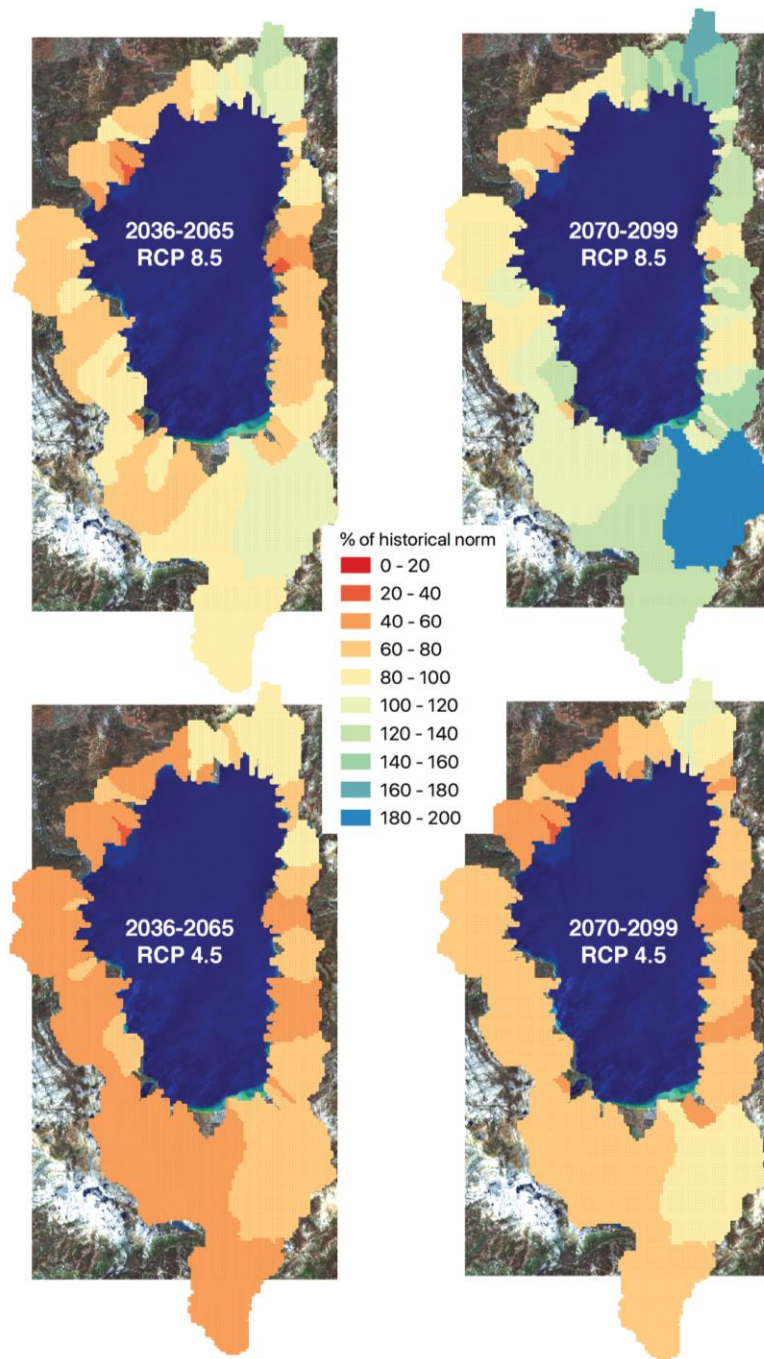 2036-2065
RCP 8.5
2070-2099
RCP 8.5
% of historical norm
0 - 20
20 - 40
40 - 60
60 - 80
80 - 100
100 - 120
120 - 140
140 - 160
160 - 180
180 - 200
2036-2065
RCP 4.5
2070-2099
RCP 4.5